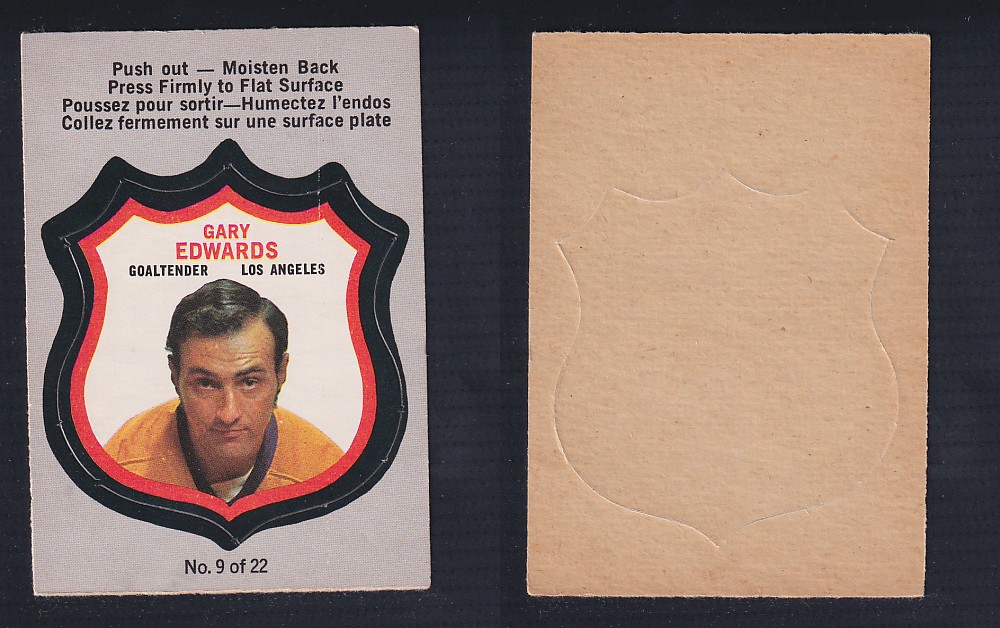 Push out — Moisten Back
Press Firmly to Flat Surface
Poussez pour sortir—Humectez l'endos
Collez fermement sur une surface plate
GARY
EDWARDS
GOALTENDER LOS ANGELES
No. 9 of 22